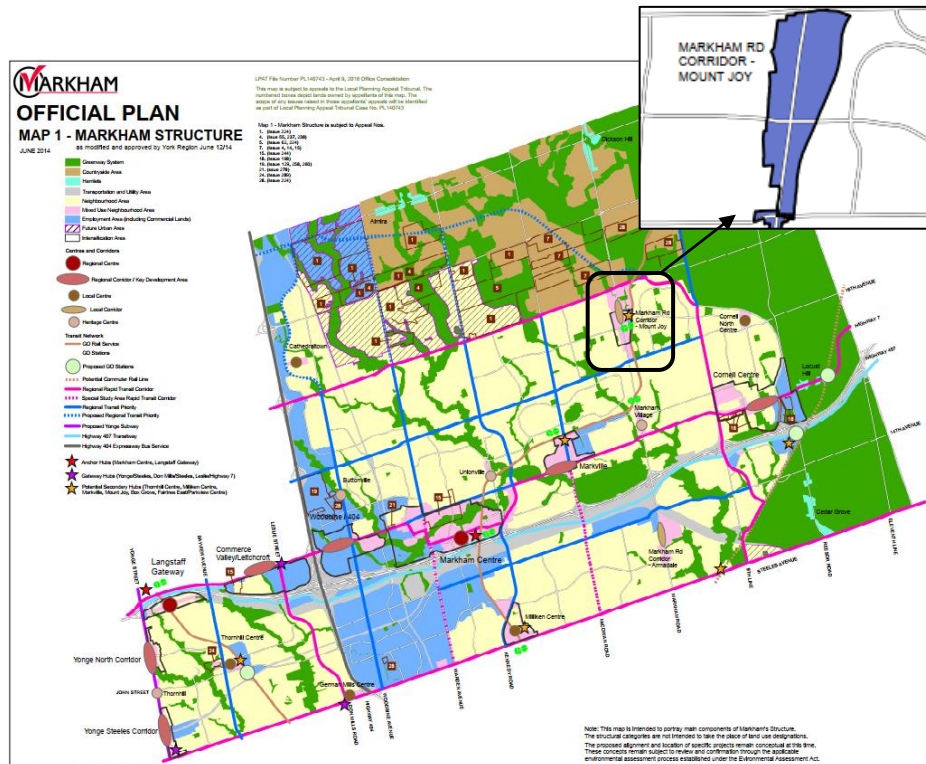 MARKHAM RD
CORRIDOR -
MOUNT JOY
MARKHAM
OFFICIAL PLAN
MAP 1 - MARKHAM STRUCTURE
as modified and approved by York Region June 12/14
JUNE 2014
LPAT File Number PL140743 - April 9, 2018 Office Consolidation
This map is subject to appeals to the Local Planning Appeal Tribunal. The
numbered boxes depict lands owned by appellants of this map. The
scope of any issues raised in those appellants' appeals will be identified
as part of Local Planning Appeal Tribunal Case No. PL140743
Map 1 - Markham Structure is subject to Appeal Nos.
Greenway System
Countryside Area
Hamlets
Transportation and Utility Area
Neighbourhood Area
Mixed Use Neighbourhood Area
Employment Area (including Commercial Lands)
Future Urban Area
Intensification Area
Centres and Corridors
Regional Centre
Regional Corridor / Key Development Area
Local Centre
Local Corridor
Heritage Centre
Transit Network
GO Rail Service
GO Stations
Proposed GO Stations
Potential Commuter Rail Line
Regional Rapid Transit Corridor
Special Study Area Rapid Transit Corridor
Regional Transit Priority
Proposed Regional Transit Priority
Proposed Yonge Subway
Highway 407 Transitway
Highway 404 Expressway Bus Service
Anchor Hubs (Markham Centre, Langstaff Gateway)
Gateway Hubs (Yonge/Steeles, Don Mills/Steeles, Leslie/Highway 7)
Potential Secondary Hubs (Thornhill Centre, Milliken Centre,
Markville, Mount Joy, Box Grove, Fairtree East/Parkview Centre)
Dickson Hill
Almira
Markham Rd
Corridor
- Mount Joy
Cornell
North
Centre
16TH AVENUE
HIGHWAY 7
HIGHWAY 407
14TH AVENUE
Cathedraltown
Cornell Centre
Locust
Hill
Markham
Village
Unionville
Markville
Buttonville
Woodbine / 404
Cedar Grove
Commerce
Valley/Leitchcroft
Markham Centre
Markham Rd
Corridor
- Armadale
Langstaff
Gateway
Milliken Centre
Thornhill Centre
Yonge North Corridor
JOHN STREET
Thornhill
German Mills Centre
Yonge Steeles Corridor
YONGE STREET
BAYVIEW AVENUE
LESLIE STREET
DON MILLS ROAD
HIGHWAY 404
WOODBINE AVENUE
WARDEN AVENUE
KENNEDY ROAD
McCOWAN ROAD
MARKHAM ROAD
9TH LINE
STEELES AVENUE
REESOR ROAD
ELEVENTH LINE
Note: This map is intended to portray main components of Markham's Structure.
The structural categories are not intended to take the place of land use designations.
The proposed alignment and location of specific projects remain conceptual at this time.
These concepts remain subject to review and confirmation through the applicable
environmental assessment process established under the Evironmental Assessment Act.